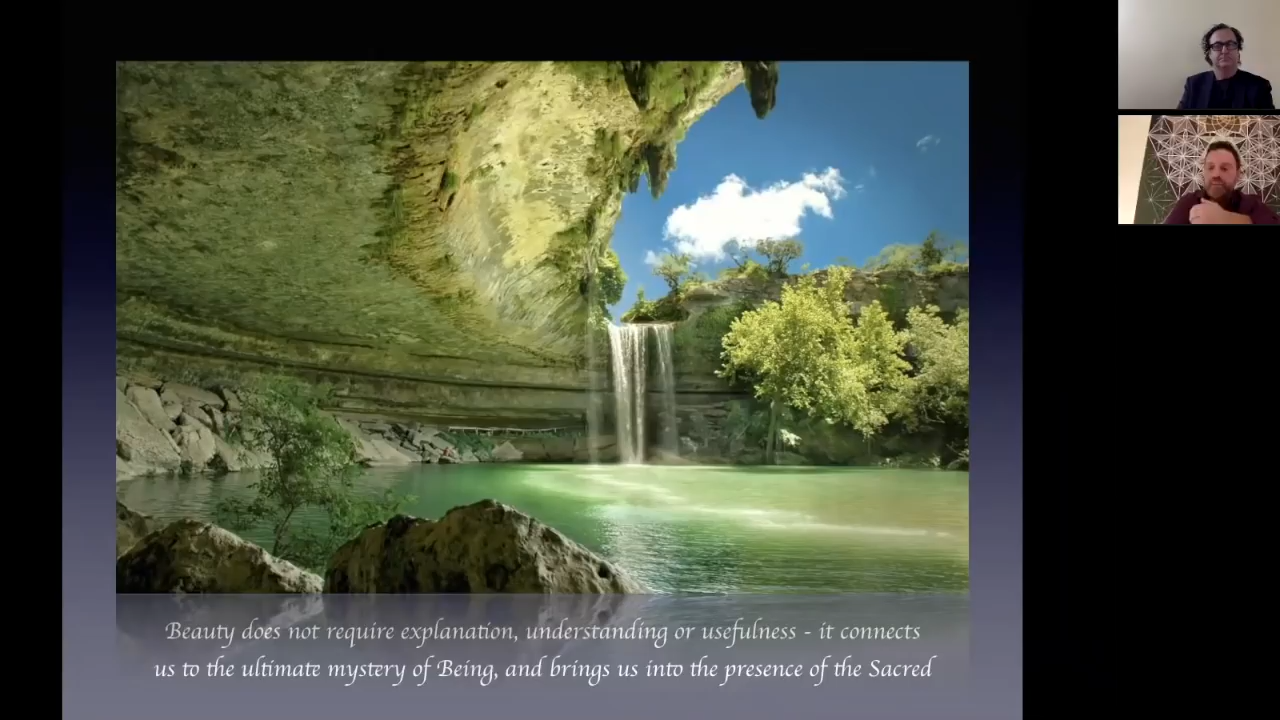 Beauty does not require explanation, understanding or usefulness - it connects
us to the ultimate mystery of Being, and brings us into the presence of the Sacred